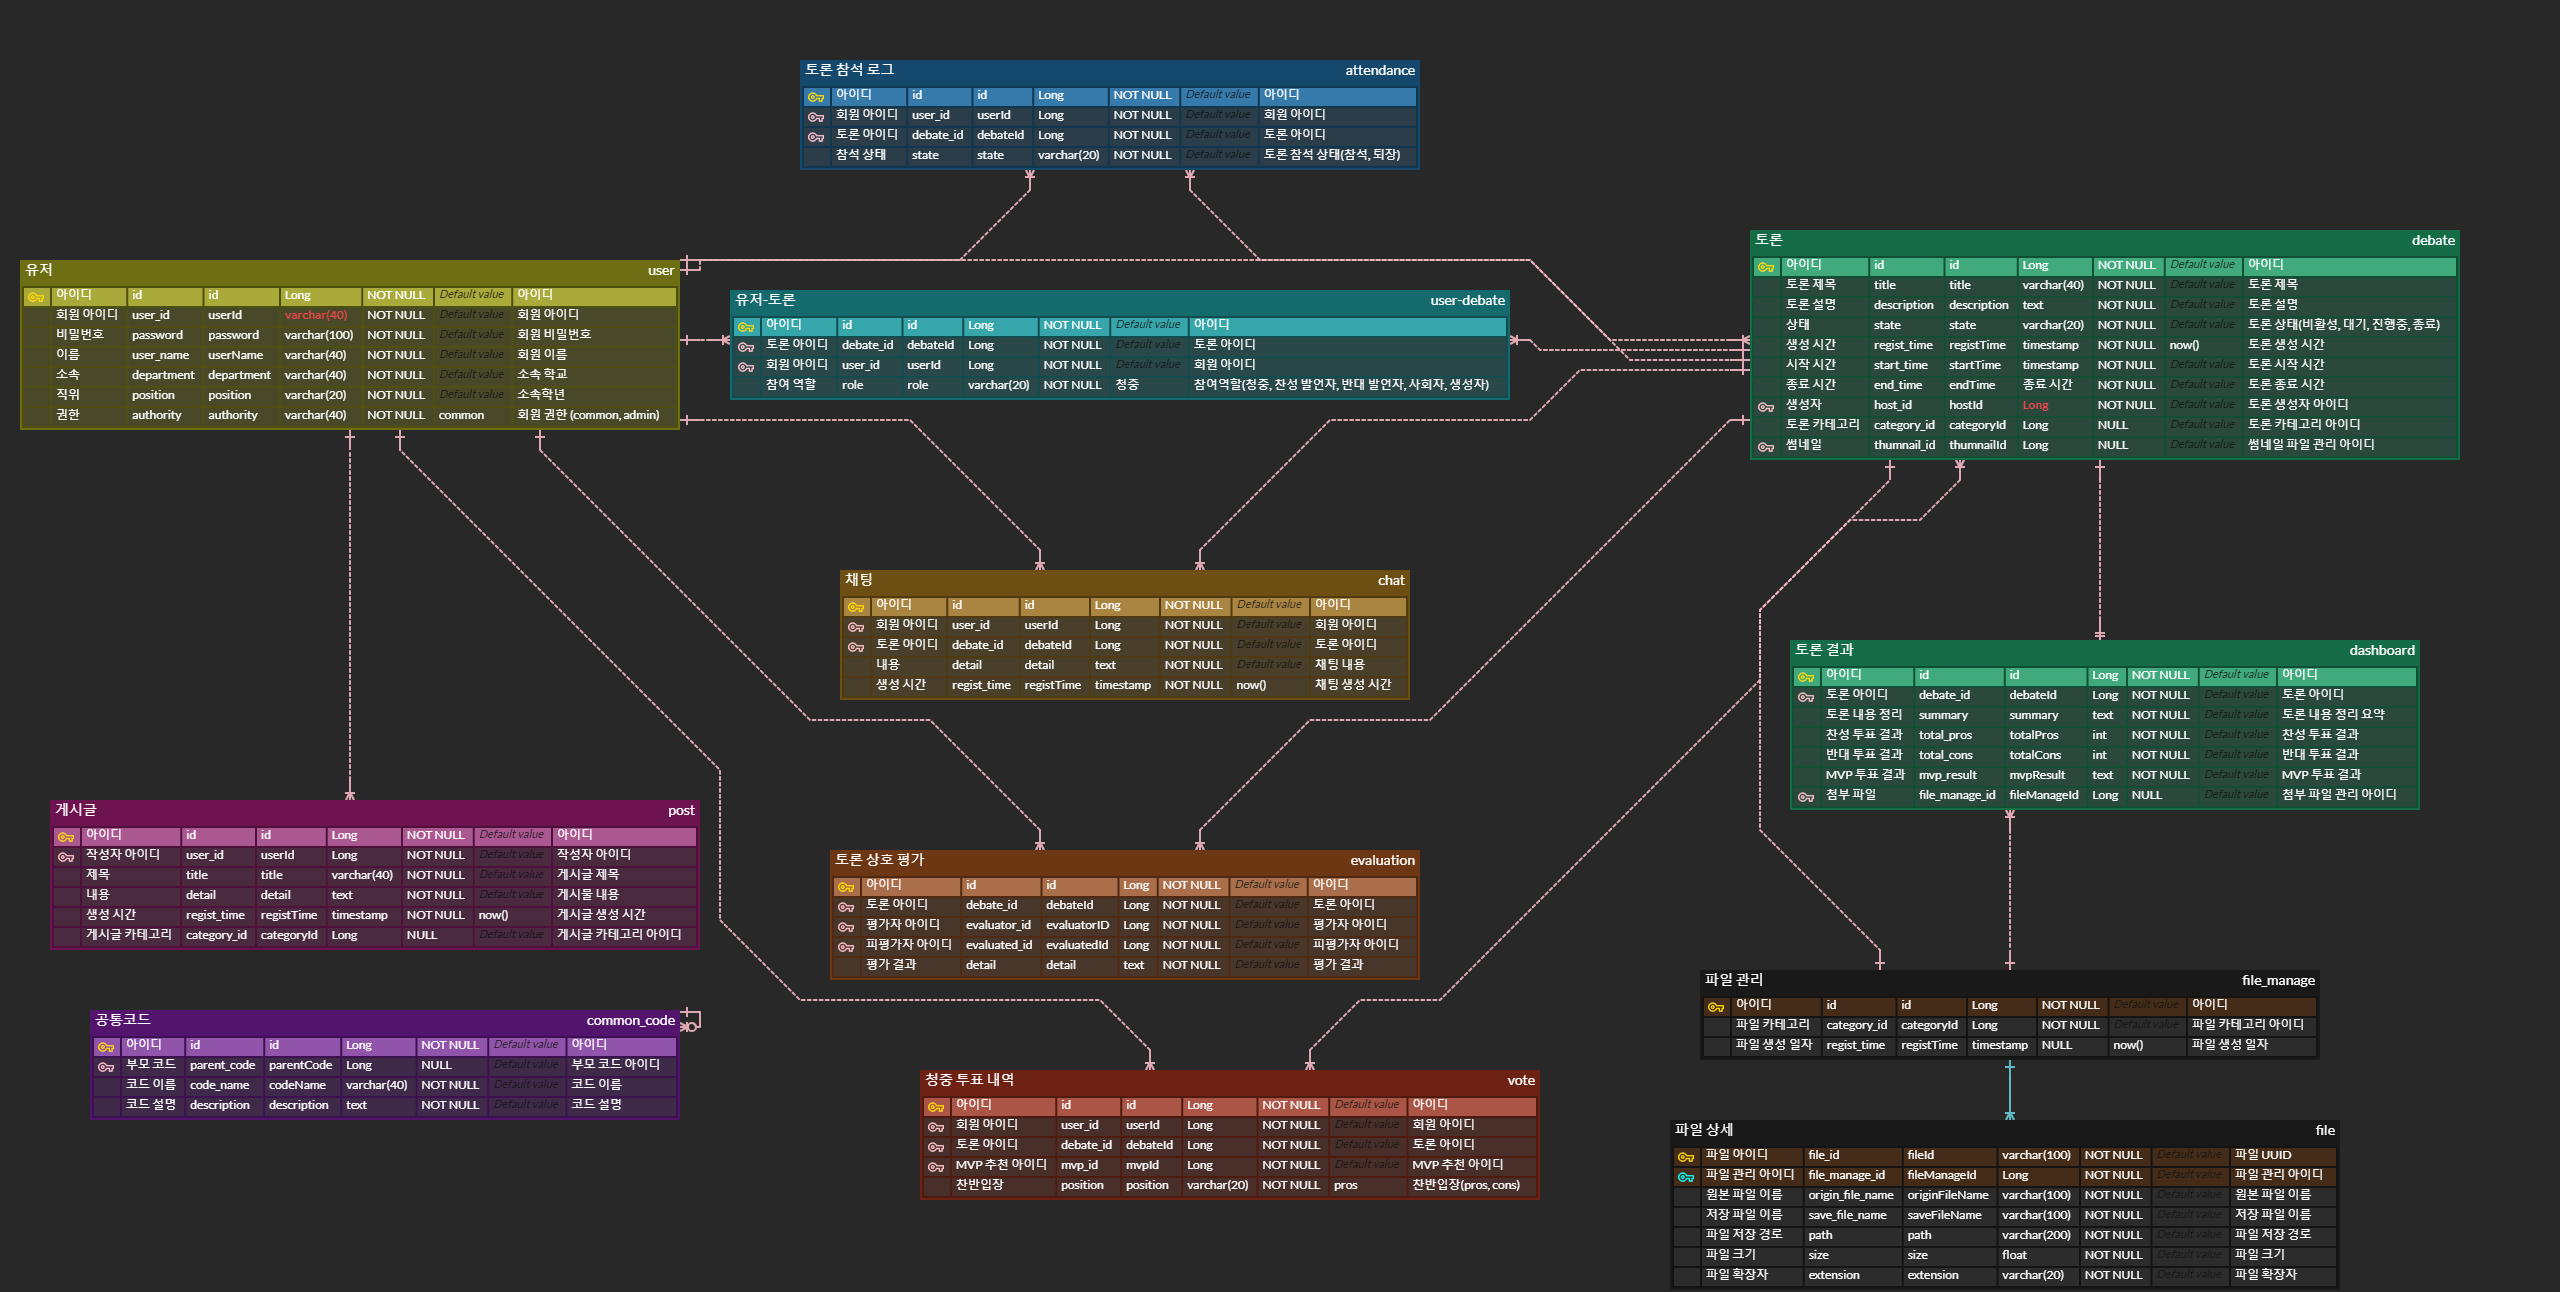 토론 참석 로그 attendance
아이디 id id Long NOT NULL Default value 아이디
회원 아이디 user_id userId Long NOT NULL Default value 회원 아이디
토론 아이디 debate_id debateId Long NOT NULL Default value 토론 아이디
참석 상태 state state varchar(20) NOT NULL Default value 토론 참석 상태(참석, 퇴장)
유저 user
아이디 id id Long NOT NULL Default value 아이디
회원 아이디 user_id userId varchar(40) NOT NULL Default value 회원 아이디
비밀번호 password password varchar(100) NOT NULL Default value 회원 비밀번호
이름 user_name userName varchar(40) NOT NULL Default value 회원 이름
소속 department department varchar(40) NOT NULL Default value 소속 학교
직위 position position varchar(20) NOT NULL Default value 소속학년
권한 authority authority varchar(40) NOT NULL common 회원 권한 (common, admin)
유저-토론 user-debate
아이디 id id Long NOT NULL Default value 아이디
토론 아이디 debate_id debateId Long NOT NULL Default value 토론 아이디
회원 아이디 user_id userId Long NOT NULL Default value 회원 아이디
참여 역할 role role varchar(20) NOT NULL 청중 참여역할(청중, 찬성 발언자, 반대 발언자, 사회자, 생성자)
토론 debate
아이디 id id Long NOT NULL Default value 아이디
토론 제목 title title varchar(40) NOT NULL Default value 토론 제목
토론 설명 description description text NOT NULL Default value 토론 설명
상태 state state varchar(20) NOT NULL Default value 토론 상태(비활성, 대기, 진행중, 종료)
생성 시간 regist_time registTime timestamp NOT NULL now() 토론 생성 시간
시작 시간 start_time startTime timestamp NOT NULL Default value 토론 시작 시간
종료 시간 end_time endTime 종료 시간 NOT NULL Default value 토론 종료 시간
생성자 host_id hostId Long NOT NULL Default value 토론 생성자 아이디
토론 카테고리 category_id categoryId Long NULL Default value 토론 카테고리 아이디
썸네일 thumnail_id thumnailId Long NULL Default value 썸네일 파일 관리 아이디
채팅 chat
아이디 id id Long NOT NULL Default value 아이디
회원 아이디 user_id userId Long NOT NULL Default value 회원 아이디
토론 아이디 debate_id debateId Long NOT NULL Default value 토론 아이디
내용 detail detail text NOT NULL Default value 채팅 내용
생성 시간 regist_time registTime timestamp NOT NULL now() 채팅 생성 시간
토론 결과 dashboard
아이디 id id Long NOT NULL Default value 아이디
토론 아이디 debate_id debateId Long NOT NULL Default value 토론 아이디
토론 내용 정리 summary summary text NOT NULL Default value 토론 내용 정리 요약
찬성 투표 결과 total_pros totalPros int NOT NULL Default value 찬성 투표 결과
반대 투표 결과 total_cons totalCons int NOT NULL Default value 반대 투표 결과
MVP 투표 결과 mvp_result mvpResult text NOT NULL Default value MVP 투표 결과
첨부 파일 file_manage_id fileManageId Long NULL Default value 첨부 파일 관리 아이디
게시글 post
아이디 id id Long NOT NULL Default value 아이디
작성자 아이디 user_id userId Long NOT NULL Default value 작성자 아이디
제목 title title varchar(40) NOT NULL Default value 게시글 제목
내용 detail detail text NOT NULL Default value 게시물 내용
생성 시간 regist_time registTime timestamp NOT NULL now() 게시글 생성 시간
게시글 카테고리 category_id categoryId Long NULL Default value 게시글 카테고리 아이디
토론 상호 평가 evaluation
아이디 id id Long NOT NULL Default value 아이디
토론 아이디 debate_id debateId Long NOT NULL Default value 토론 아이디
평가자 아이디 evaluator_id evaluatorID Long NOT NULL Default value 평가자 아이디
피평가자 아이디 evaluated_id evaluatedId Long NOT NULL Default value 피평가자 아이디
평가 결과 detail detail text NOT NULL Default value 평가 결과
파일 관리 file_manage
아이디 id id Long NOT NULL Default value 아이디
파일 카테고리 category_id categoryId Long NOT NULL Default value 파일 카테고리 아이디
파일 생성 일자 regist_time registTime timestamp NULL now() 파일 생성 일자
공통코드 common_code
아이디 id id Long NOT NULL Default value 아이디
부모 코드 parent_code parentCode Long NULL Default value 부모 코드 아이디
코드 이름 code_name codeName varchar(40) NOT NULL Default value 코드 이름
코드 설명 description description text NOT NULL Default value 코드 설명
청중 투표 내역 vote
아이디 id id Long NOT NULL Default value 아이디
회원 아이디 user_id userId Long NOT NULL Default value 회원 아이디
토론 아이디 debate_id debateId Long NOT NULL Default value 토론 아이디
MVP 추천 아이디 mvp_id mvpId Long NOT NULL Default value MVP 추천 아이디
찬반입장 position position varchar(20) NOT NULL pros 찬반입장(pros, cons)
파일 상세 file
파일 아이디 file_id fileId varchar(100) NOT NULL Default value 파일 UUID
파일 관리 아이디 file_manage_id fileManageId Long NOT NULL Default value 파일 관리 아이디
원본 파일 이름 origin_file_name originFileName varchar(100) NOT NULL Default value 원본 파일 이름
저장 파일 이름 save_file_name saveFileName varchar(100) NOT NULL Default value 저장 파일 이름
파일 저장 경로 path path varchar(200) NOT NULL Default value 파일 저장 경로
파일 크기 size size float NOT NULL Default value 파일 크기
파일 확장자 extension extension varchar(20) NOT NULL Default value 파일 확장자